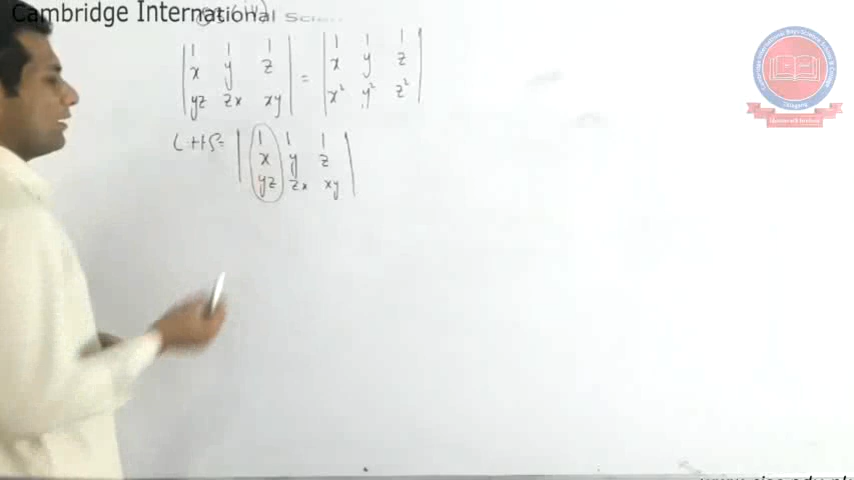 Cambridge International Scien
1 1 1 1 1 1
x y z = x y z
yz zx xy x² y² z²
L.H.S = 1 1 1
x y z
yz zx xy